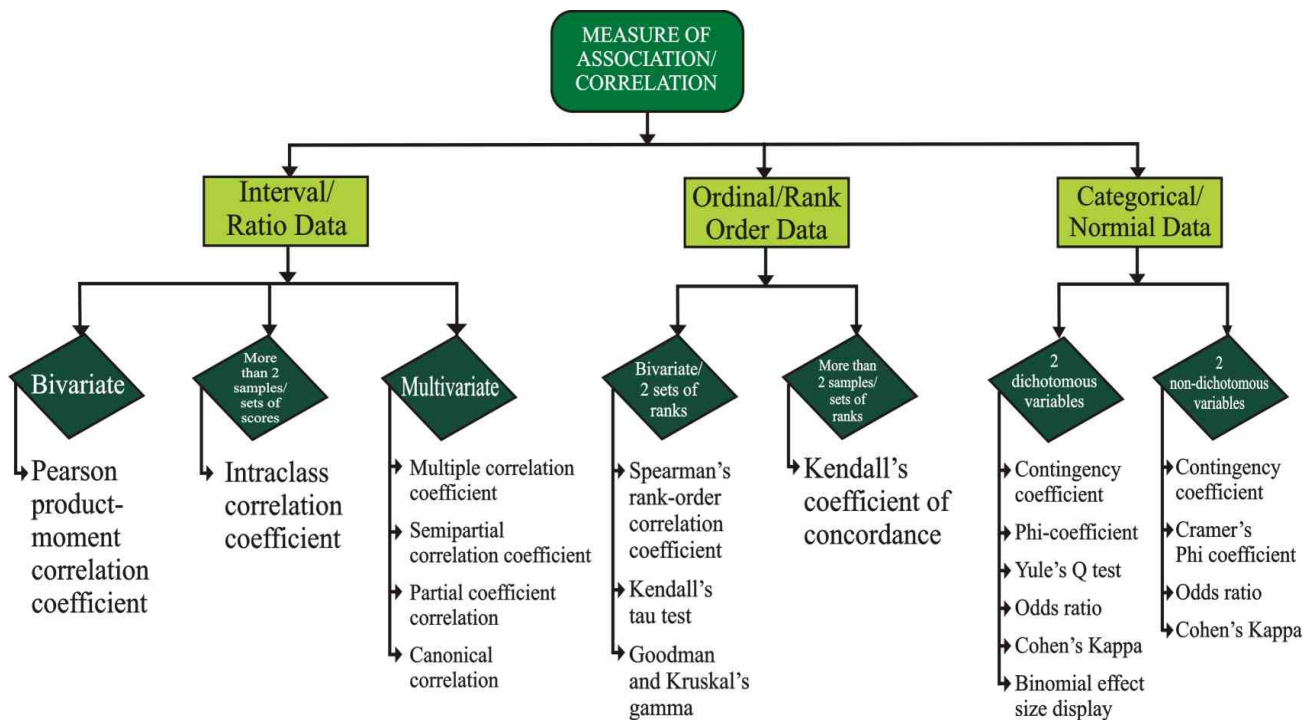 MEASURE OF
ASSOCIATION/
CORRELATION
Interval/
Ratio Data
Ordinal/Rank
Order Data
Categorical/
Normial Data
Bivariate
More
than 2
samples/
sets of
scores
Multivariate
Bivariate/
2 sets of
ranks
More than
2 samples/
sets of
ranks
2
dichotomous
variables
2
non-dichotomous
variables
Pearson
product-
moment
correlation
coefficient
Intraclass
correlation
coefficient
Multiple correlation
coefficient
Semipartial
correlation coefficient
Partial coefficient
correlation
Canonical
correlation
Spearman's
rank-order
correlation
coefficient
Kendall's
tau test
Goodman
and Kruskal's
gamma
Kendall's
coefficient of
concordance
Contingency
coefficient
Phi-coefficient
Yule's Q test
Odds ratio
Cohen's Kappa
Binomial effect
size display
Contingency
coefficient
Cramer's
Phi coefficient
Odds ratio
Cohen's Kappa